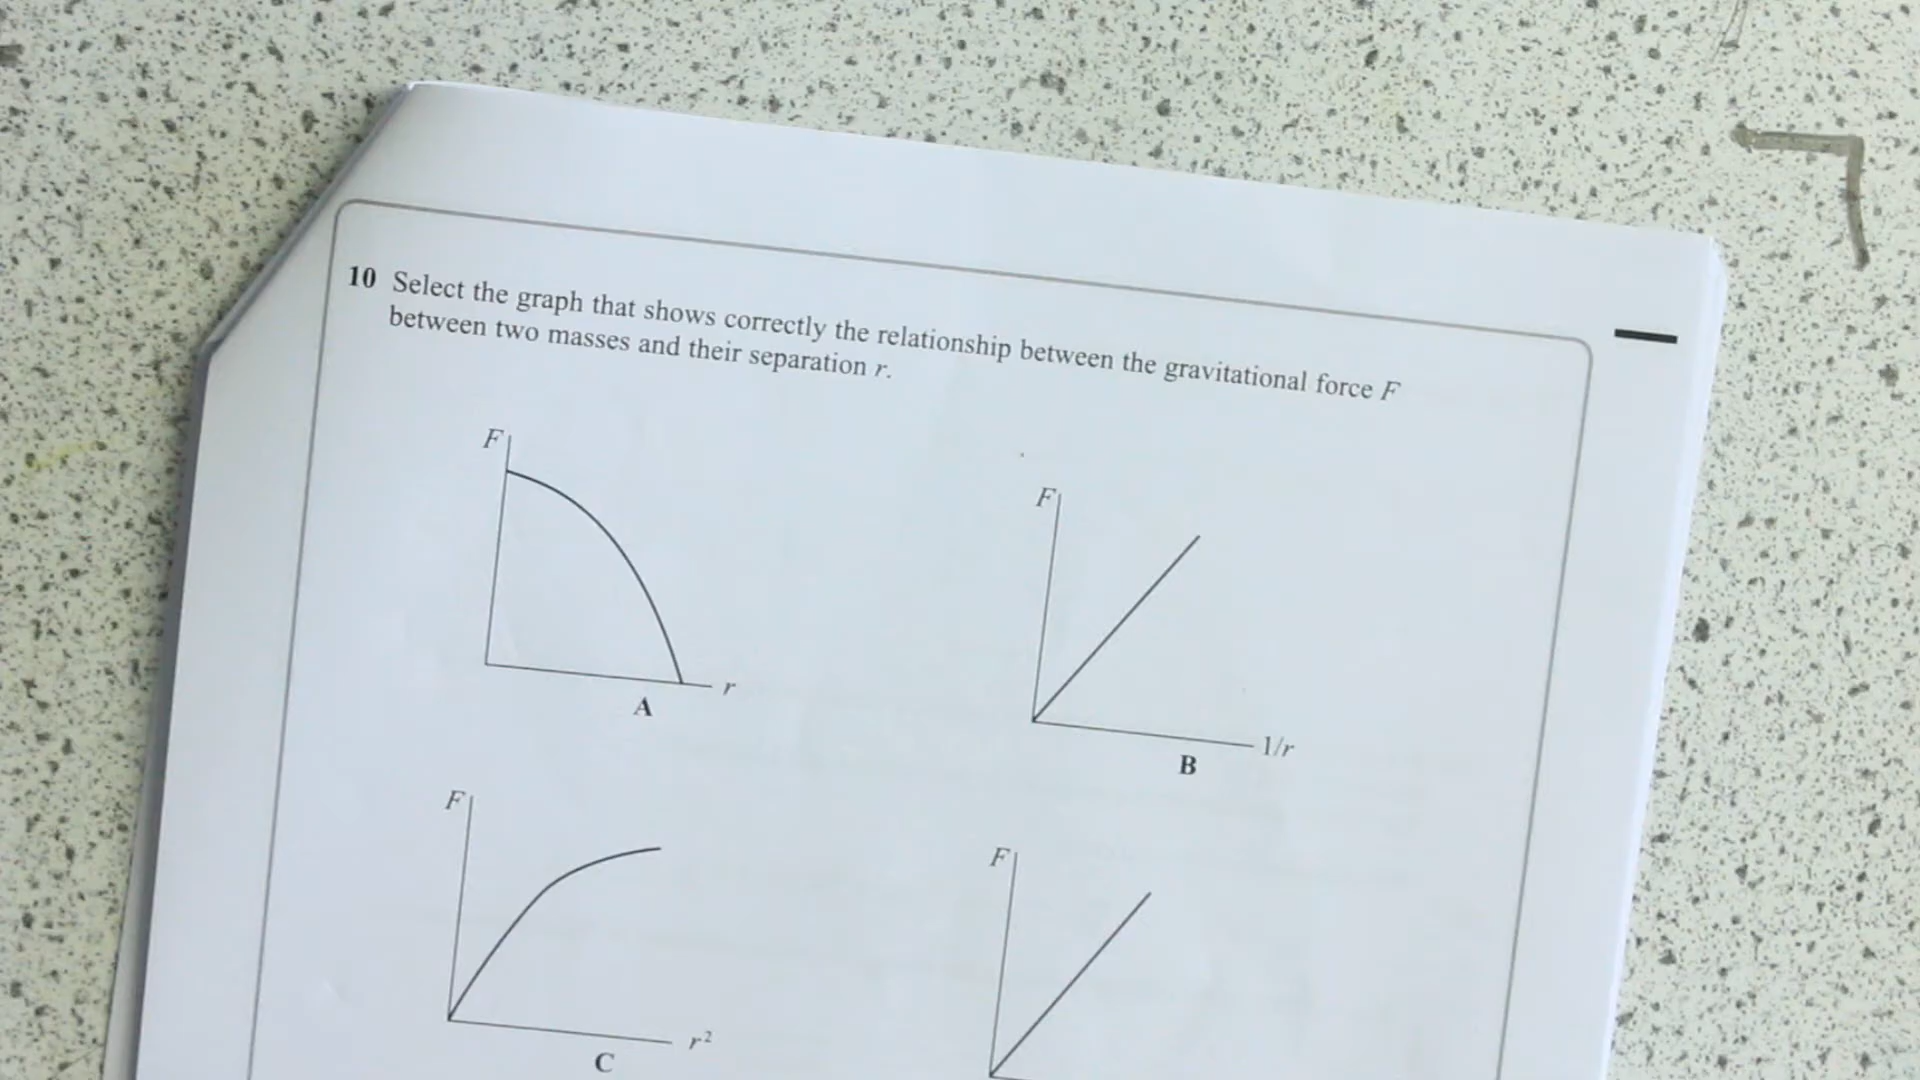 10 Select the graph that shows correctly the relationship between the gravitational force F
between two masses and their separation r.
F
r
A
F
1/r
B
F
r²
C
F